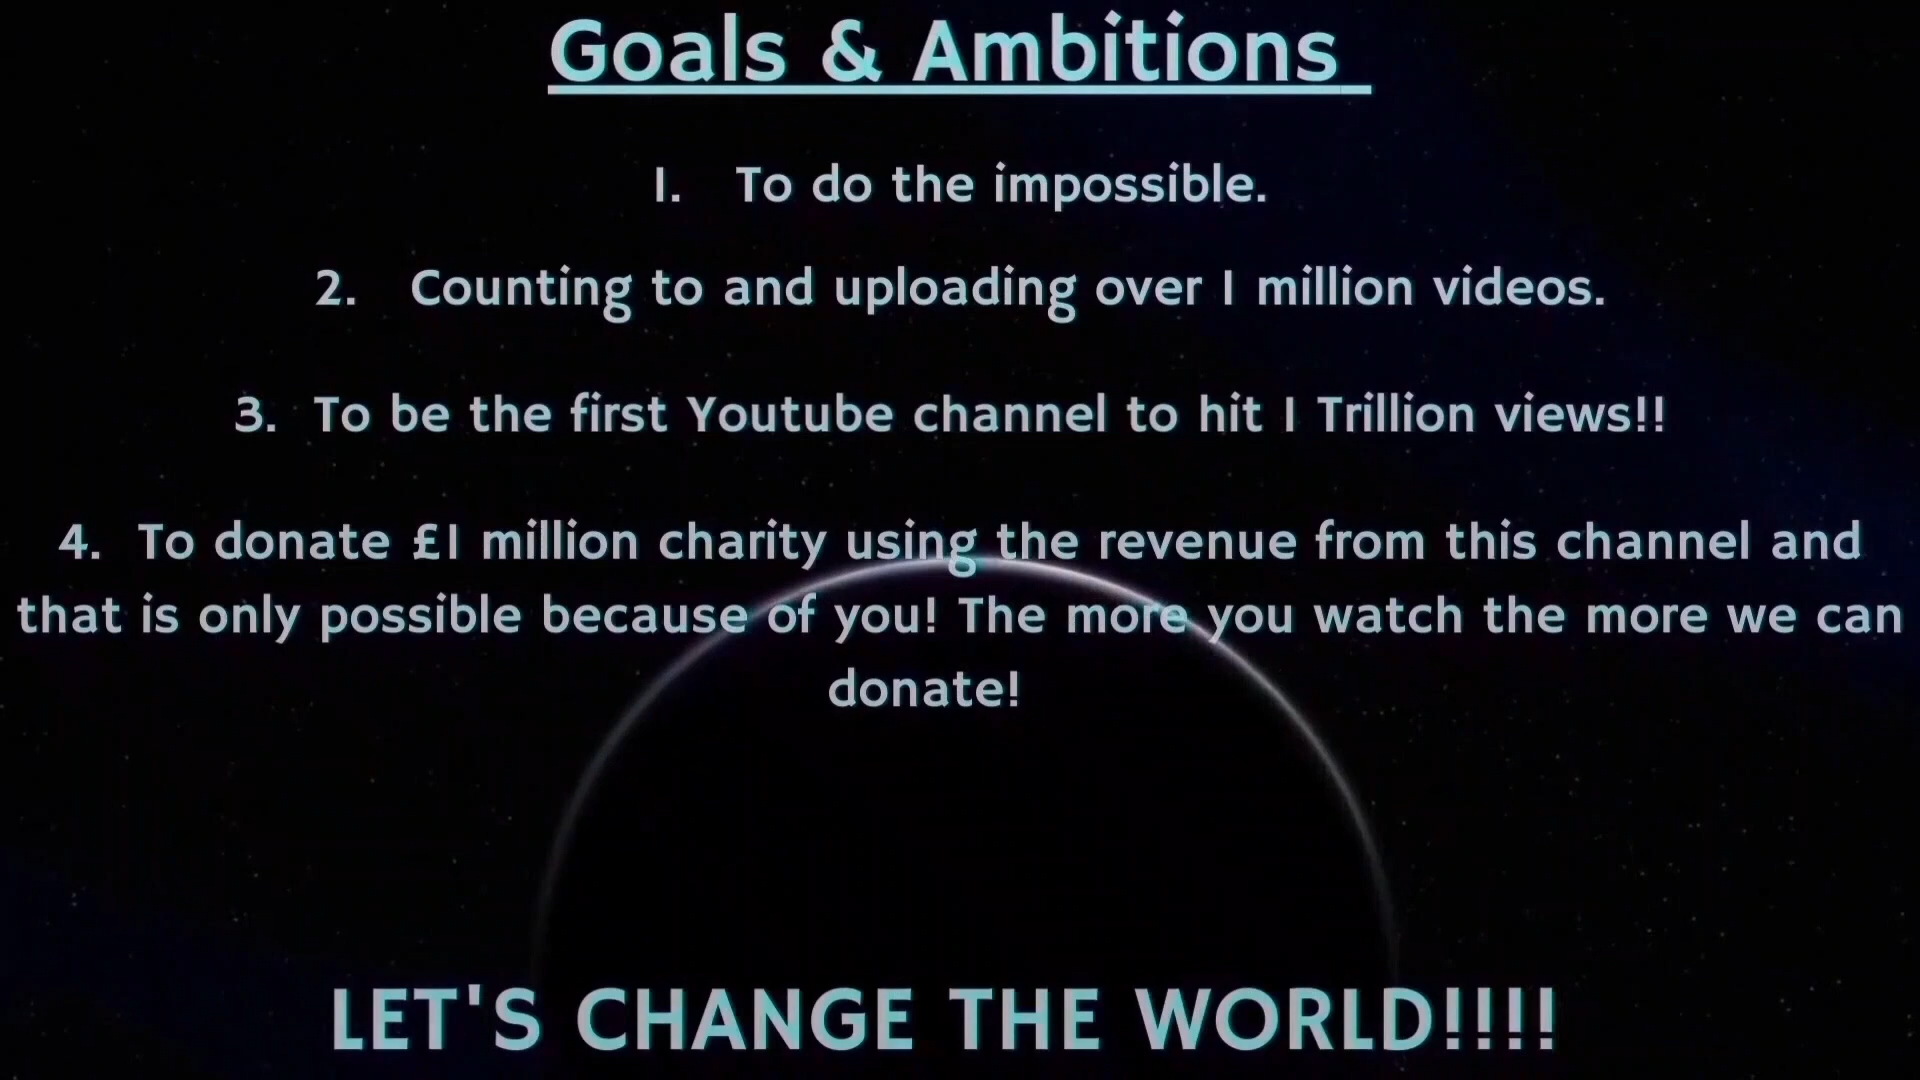 Goals & Ambitions
1. To do the impossible.
2. Counting to and uploading over 1 million videos.
3. To be the first Youtube channel to hit 1 Trillion views!!
4. To donate £1 million charity using the revenue from this channel and
that is only possible because of you! The more you watch the more we can
donate!
LET'S CHANGE THE WORLD!!!!